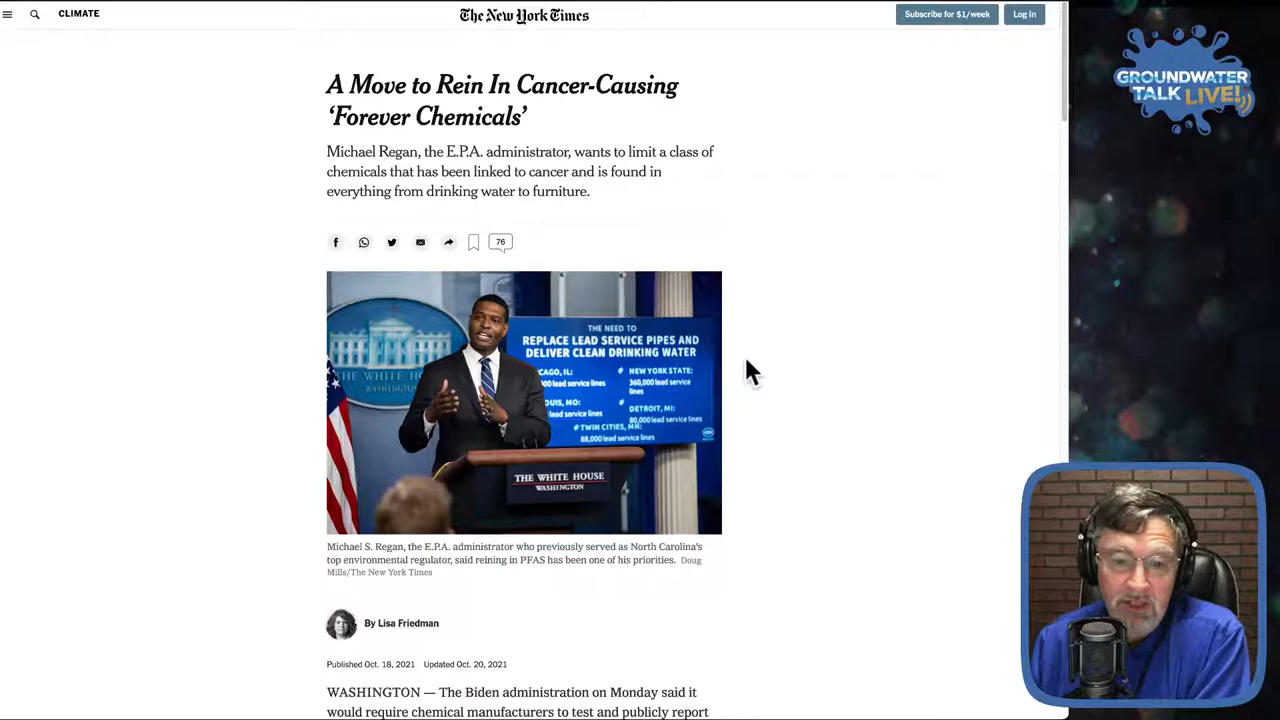 CLIMATE
The New York Times
Subscribe for $1/week
Log In
GROUNDWATER
TALK LIVE!
A Move to Rein In Cancer-Causing
‘Forever Chemicals’
Michael Regan, the E.P.A. administrator, wants to limit a class of
chemicals that has been linked to cancer and is found in
everything from drinking water to furniture.
76
THE NEED TO
REPLACE LEAD SERVICE PIPES AND
DELIVER CLEAN DRINKING WATER
CAGO, IL:
000 lead service lines
NEW YORK STATE:
360,000 lead service
lines
OUIS, MO:
lead service lines
DETROIT, MI:
80,000 lead service lines
TWIN CITIES, MN:
88,000 lead service lines
THE WHITE HOUSE
WASHINGTON
THE WHITE HOUSE
WASHINGTON
Michael S. Regan, the E.P.A. administrator who previously served as North Carolina's
top environmental regulator, said reining in PFAS has been one of his priorities. Doug
Mills/The New York Times
By Lisa Friedman
Published Oct. 18, 2021 Updated Oct. 20, 2021
WASHINGTON — The Biden administration on Monday said it
would require chemical manufacturers to test and publicly report